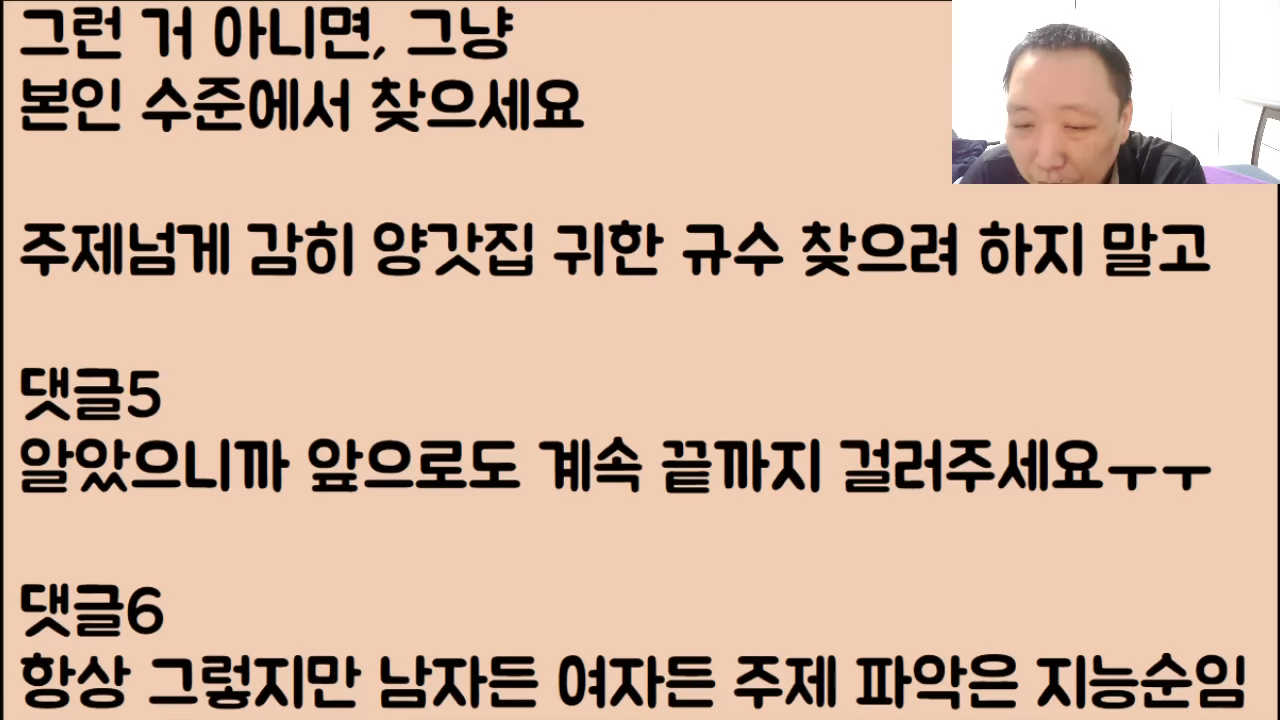 그런 거 아니면, 그냥
본인 수준에서 찾으세요
주제넘게 감히 양갓집 귀한 규수 찾으려 하지 말고
댓글5
알았으니까 앞으로도 계속 끝까지 걸러주세요ㅜㅜ
댓글6
항상 그렇지만 남자든 여자든 주제 파악은 지능순임